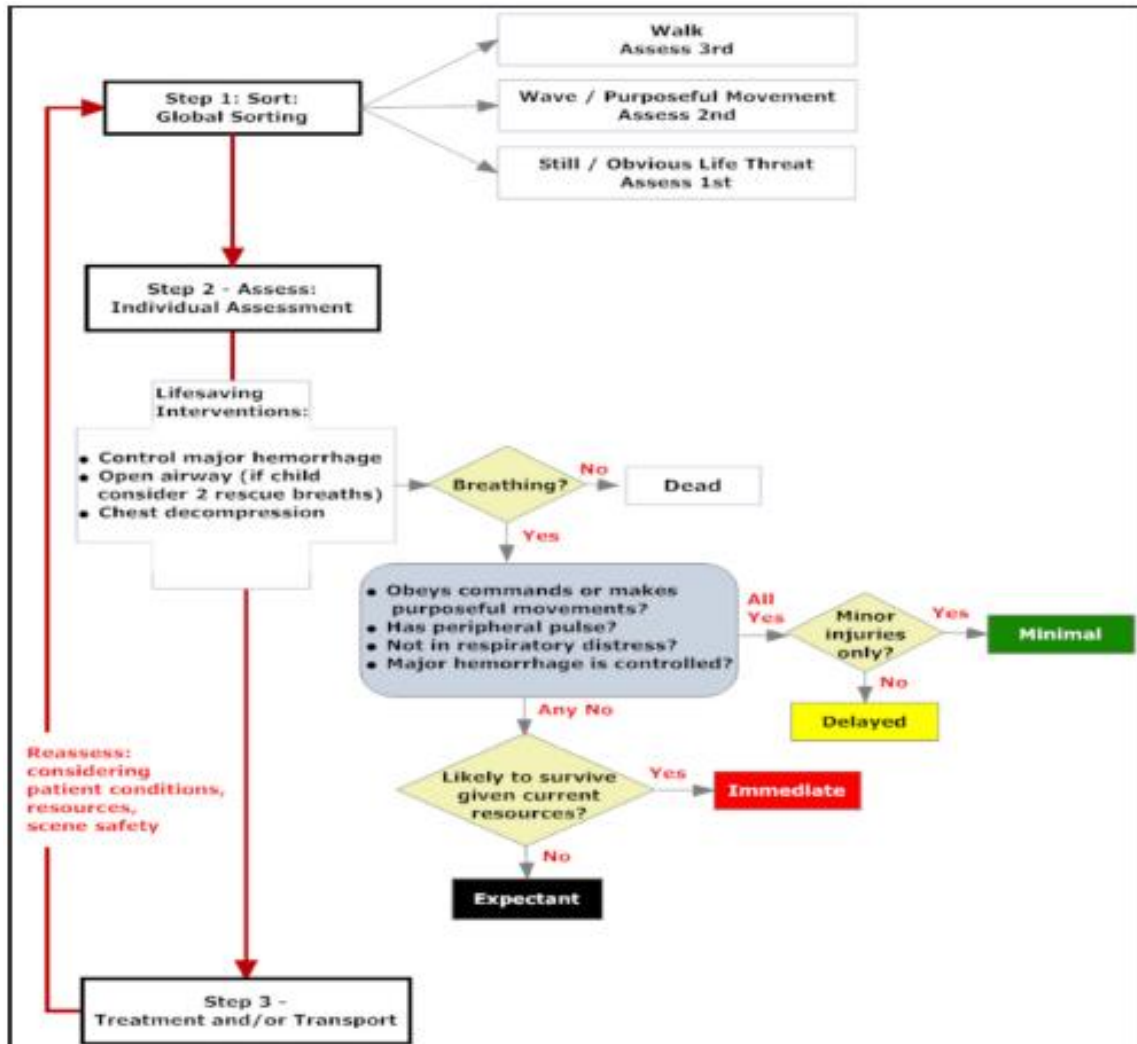 Walk
Assess 3rd
Step 1: Sort:
Global Sorting
Wave / Purposeful Movement
Assess 2nd
Still / Obvious Life Threat
Assess 1st
Step 2 - Assess:
Individual Assessment
Lifesaving
Interventions:
• Control major hemorrhage
• Open airway (if child
consider 2 rescue breaths)
• Chest decompression
Breathing?
No
Dead
Yes
• Obeys commands or makes
purposeful movements?
• Has peripheral pulse?
• Not in respiratory distress?
• Major hemorrhage is controlled?
All
Yes
Minor
injuries
only?
Yes
Minimal
No
Delayed
Any No
Likely to survive
given current
resources?
Yes
Immediate
No
Expectant
Reassess:
considering
patient conditions,
resources,
scene safety
Step 3 -
Treatment and/or Transport